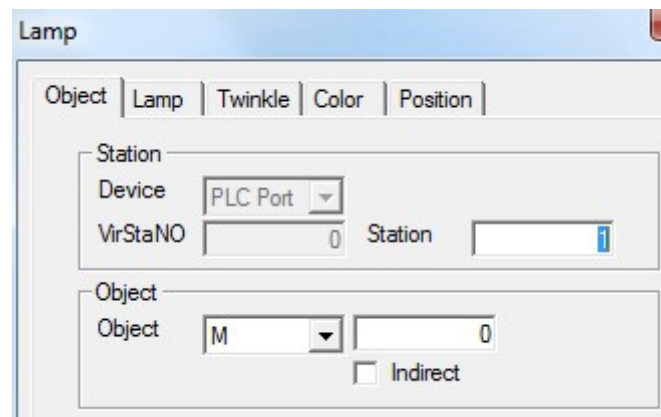 Lamp
Object Lamp Twinkle Color Position
Station
Device PLC Port
VirStaNO 0 Station 1
Object
Object M 0
Indirect